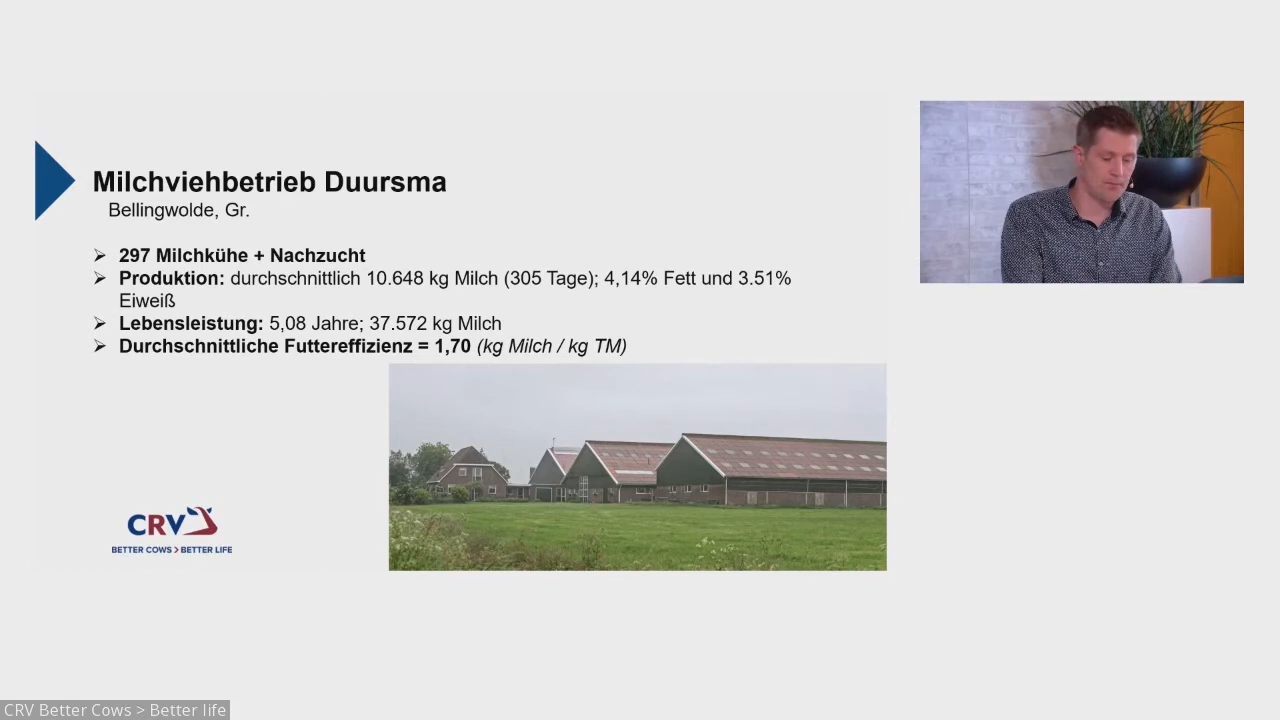 Milchviehbetrieb Duursma
Bellingwolde, Gr.
➢ 297 Milchkühe + Nachzucht
➢ Produktion: durchschnittlich 10.648 kg Milch (305 Tage); 4,14% Fett und 3.51%
Eiweiß
➢ Lebensleistung: 5,08 Jahre; 37.572 kg Milch
➢ Durchschnittliche Futtereffizienz = 1,70 (kg Milch / kg TM)
CRV
BETTER COWS > BETTER LIFE
CRV Better Cows > Better life